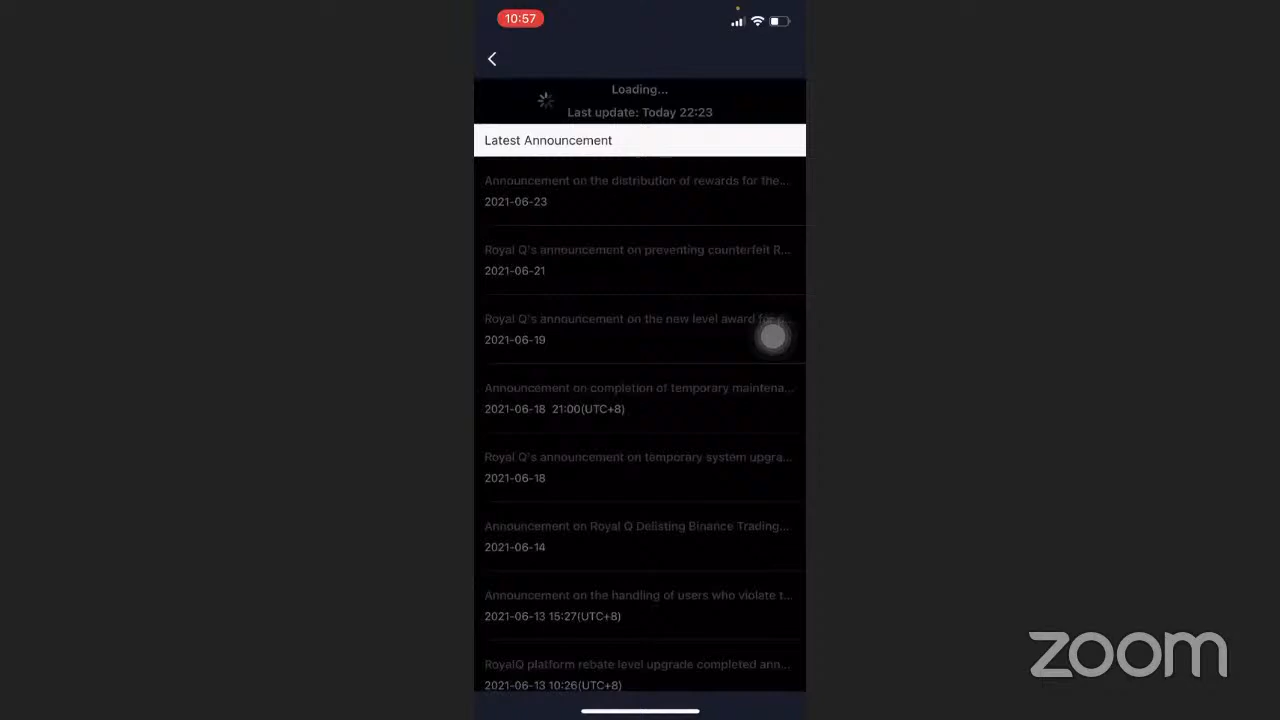 10:57
Loading...
Last update: Today 22:23
Latest Announcement
Announcement on the distribution of rewards for the...
2021-06-23
Royal Q's announcement on preventing counterfeit R...
2021-06-21
Royal Q's announcement on the new level award for
2021-06-19
Announcement on completion of temporary maintena...
2021-06-18 21:00(UTC+8)
Royal Q's announcement on temporary system upgra...
2021-06-18
Announcement on Royal Q Delisting Binance Trading...
2021-06-14
Announcement on the handling of users who violate t...
2021-06-13 15:27(UTC+8)
RoyalQ platform rebate level upgrade completed ann...
2021-06-13 10:26(UTC+8)
zoom